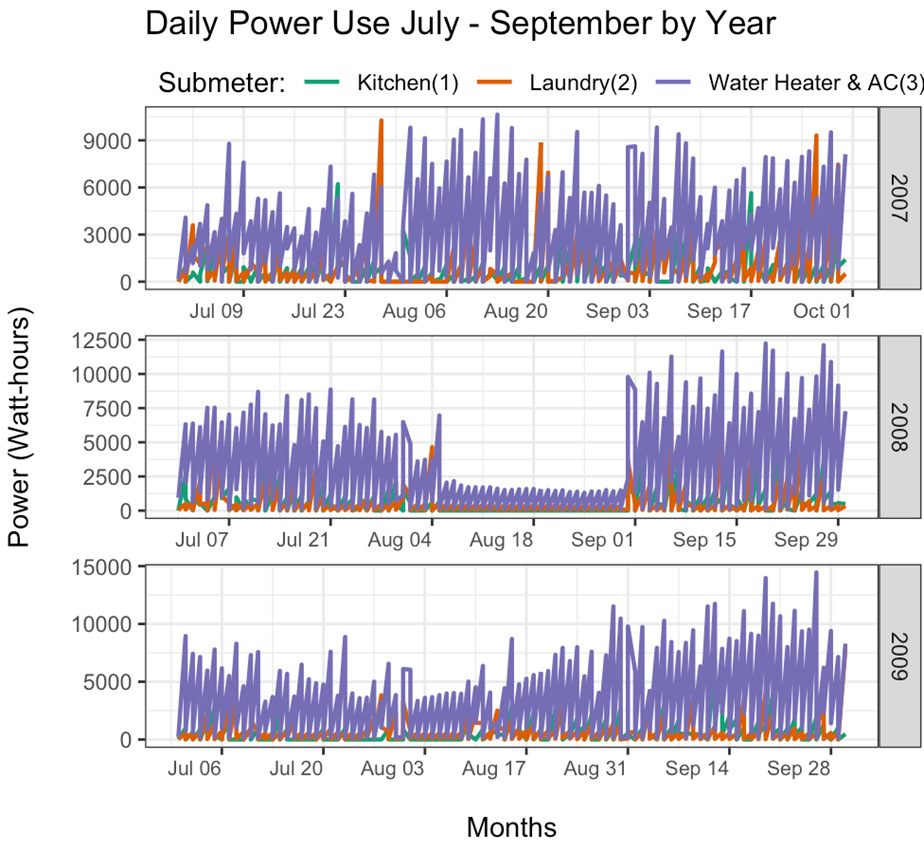 Daily Power Use July - September by Year
Submeter: Kitchen(1) Laundry(2) Water Heater & AC(3)
9000
6000
3000
0
2007
Jul 09 Jul 23 Aug 06 Aug 20 Sep 03 Sep 17 Oct 01
12500
10000
7500
5000
2500
0
2008
Jul 07 Jul 21 Aug 04 Aug 18 Sep 01 Sep 15 Sep 29
15000
10000
5000
0
2009
Jul 06 Jul 20 Aug 03 Aug 17 Aug 31 Sep 14 Sep 28
Power (Watt-hours)
Months